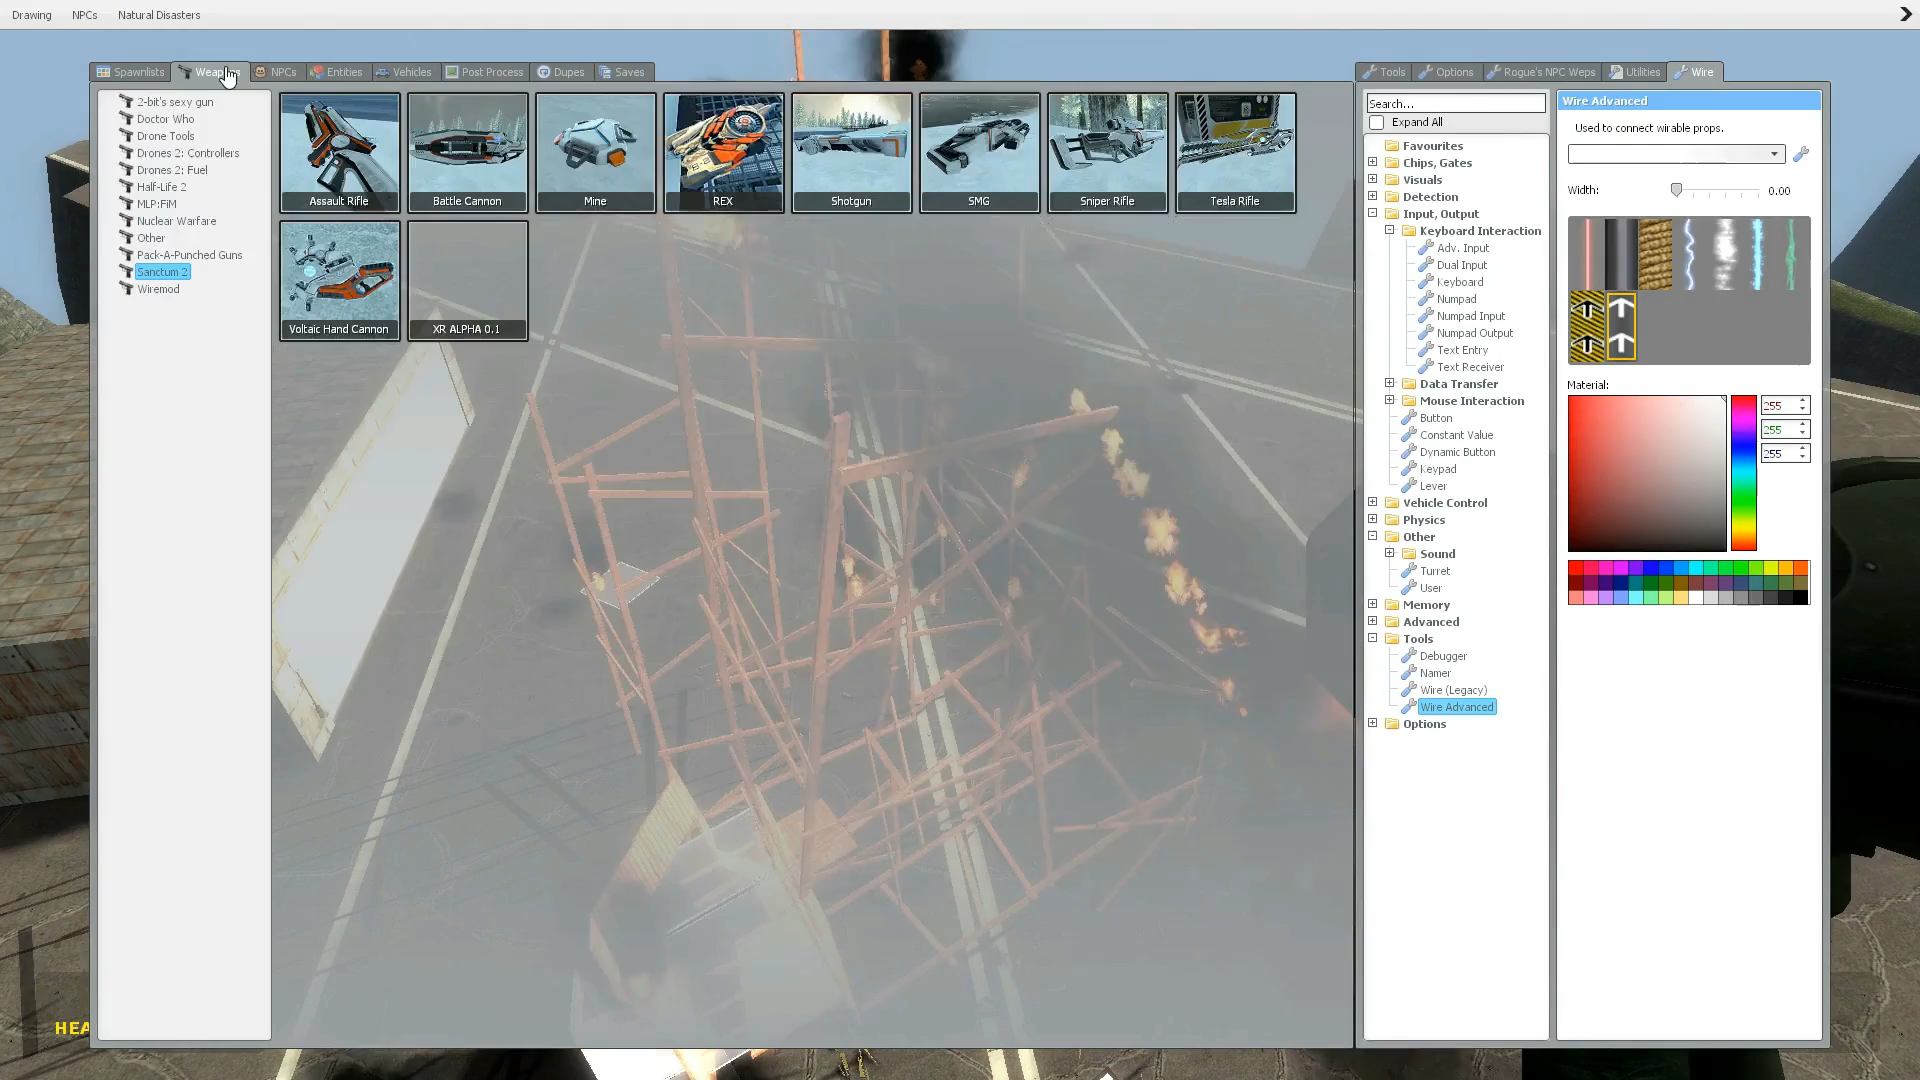 Drawing NPCs Natural Disasters
Spawnlists NPCs Entities Vehicles Post Process Dupes Saves
2-bit's sexy gun
Doctor Who
Drone Tools
Drones 2: Controllers
Drones 2: Fuel
Half-Life 2
MLP:FiM
Nuclear Warfare
Other
Pack-A-Punched Guns
Sanctum 2
Wiremod
Assault Rifle Battle Cannon Mine REX Shotgun SMG Sniper Rifle Tesla Rifle
Voltaic Hand Cannon XR ALPHA 0.1
HEA
Tools Options Rogue's NPC Weps Utilities Wire
Search...
Expand All
Favourites
Chips, Gates
Visuals
Detection
Input, Output
Keyboard Interaction
Adv. Input
Dual Input
Keyboard
Numpad
Numpad Input
Numpad Output
Text Entry
Text Receiver
Data Transfer
Mouse Interaction
Button
Constant Value
Dynamic Button
Keypad
Lever
Vehicle Control
Physics
Other
Sound
Turret
User
Memory
Advanced
Tools
Debugger
Namer
Wire (Legacy)
Wire Advanced
Options
Wire Advanced
Used to connect wirable props.
Width: 0.00
Material:
255
255
255